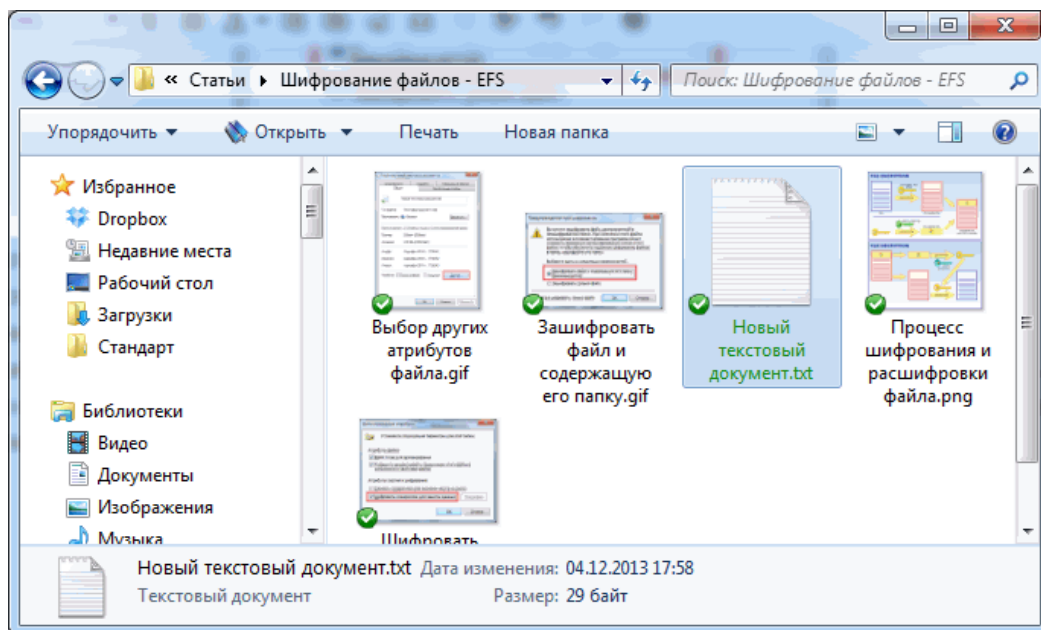 « Статьи ▸ Шифрование файлов - EFS
Поиск: Шифрование файлов - EFS
Упорядочить
Открыть
Печать
Новая папка
Избранное
Dropbox
Недавние места
Рабочий стол
Загрузки
Стандарт
Библиотеки
Видео
Документы
Изображения
Музыка
Выбор других
атрибутов
файла.gif
Зашифровать
файл и
содержащую
его папку.gif
Новый
текстовый
документ.txt
Процесс
шифрования и
расшифровки
файла.png
Шифровать
Новый текстовый документ.txt Дата изменения: 04.12.2013 17:58
Текстовый документ Размер: 29 байт